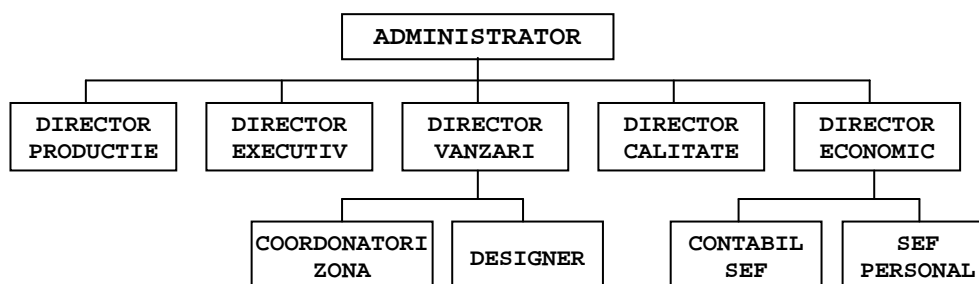 ADMINISTRATOR
DIRECTOR
PRODUCTIE
DIRECTOR
EXECUTIV
DIRECTOR
VANZARI
DIRECTOR
CALITATE
DIRECTOR
ECONOMIC
COORDONATORI
ZONA
DESIGNER
CONTABIL
SEF
SEF
PERSONAL